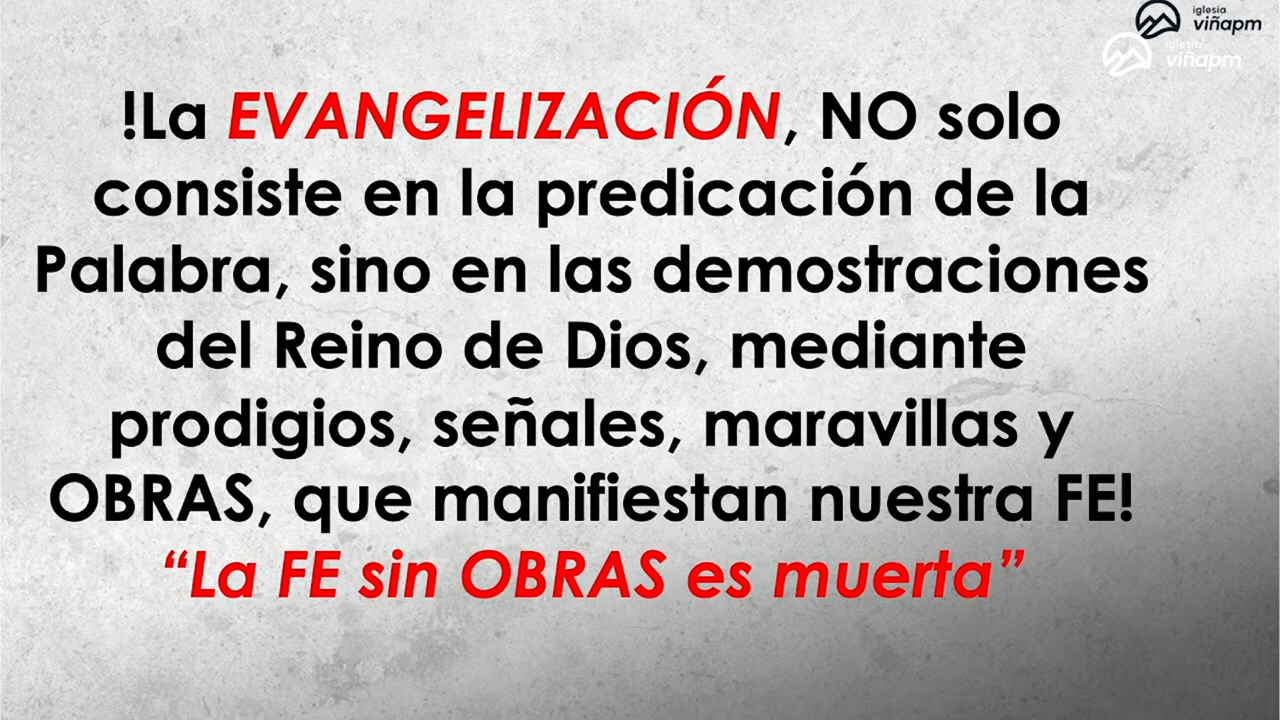 iglesia
viñapm
iglesia
viñapm
!La EVANGELIZACIÓN, NO solo
consiste en la predicación de la
Palabra, sino en las demostraciones
del Reino de Dios, mediante
prodigios, señales, maravillas y
OBRAS, que manifiestan nuestra FE!
“La FE sin OBRAS es muerta”